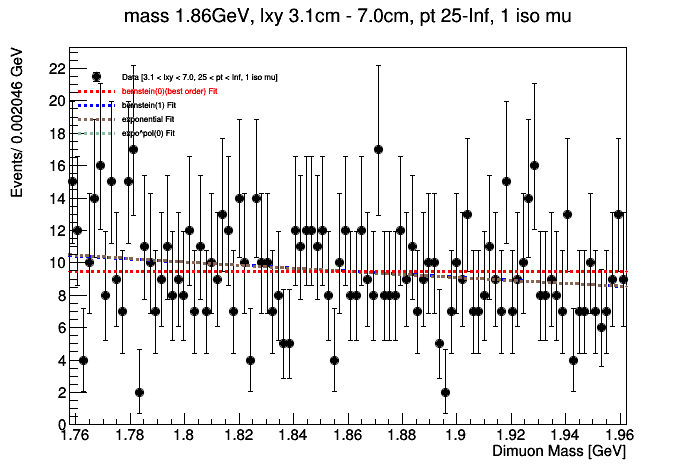 mass 1.86GeV, lxy 3.1cm - 7.0cm, pt 25-Inf, 1 iso mu
Events/ 0.002046 GeV
22
20
18
16
14
12
10
8
6
4
2
0
Data [3.1 < lxy < 7.0, 25 < pt < Inf, 1 iso mu]
bernstein(0)(best order) Fit
bernstein(1) Fit
exponential Fit
expo^pol(0) Fit
1.76 1.78 1.8 1.82 1.84 1.86 1.88 1.9 1.92 1.94 1.96
Dimuon Mass [GeV]